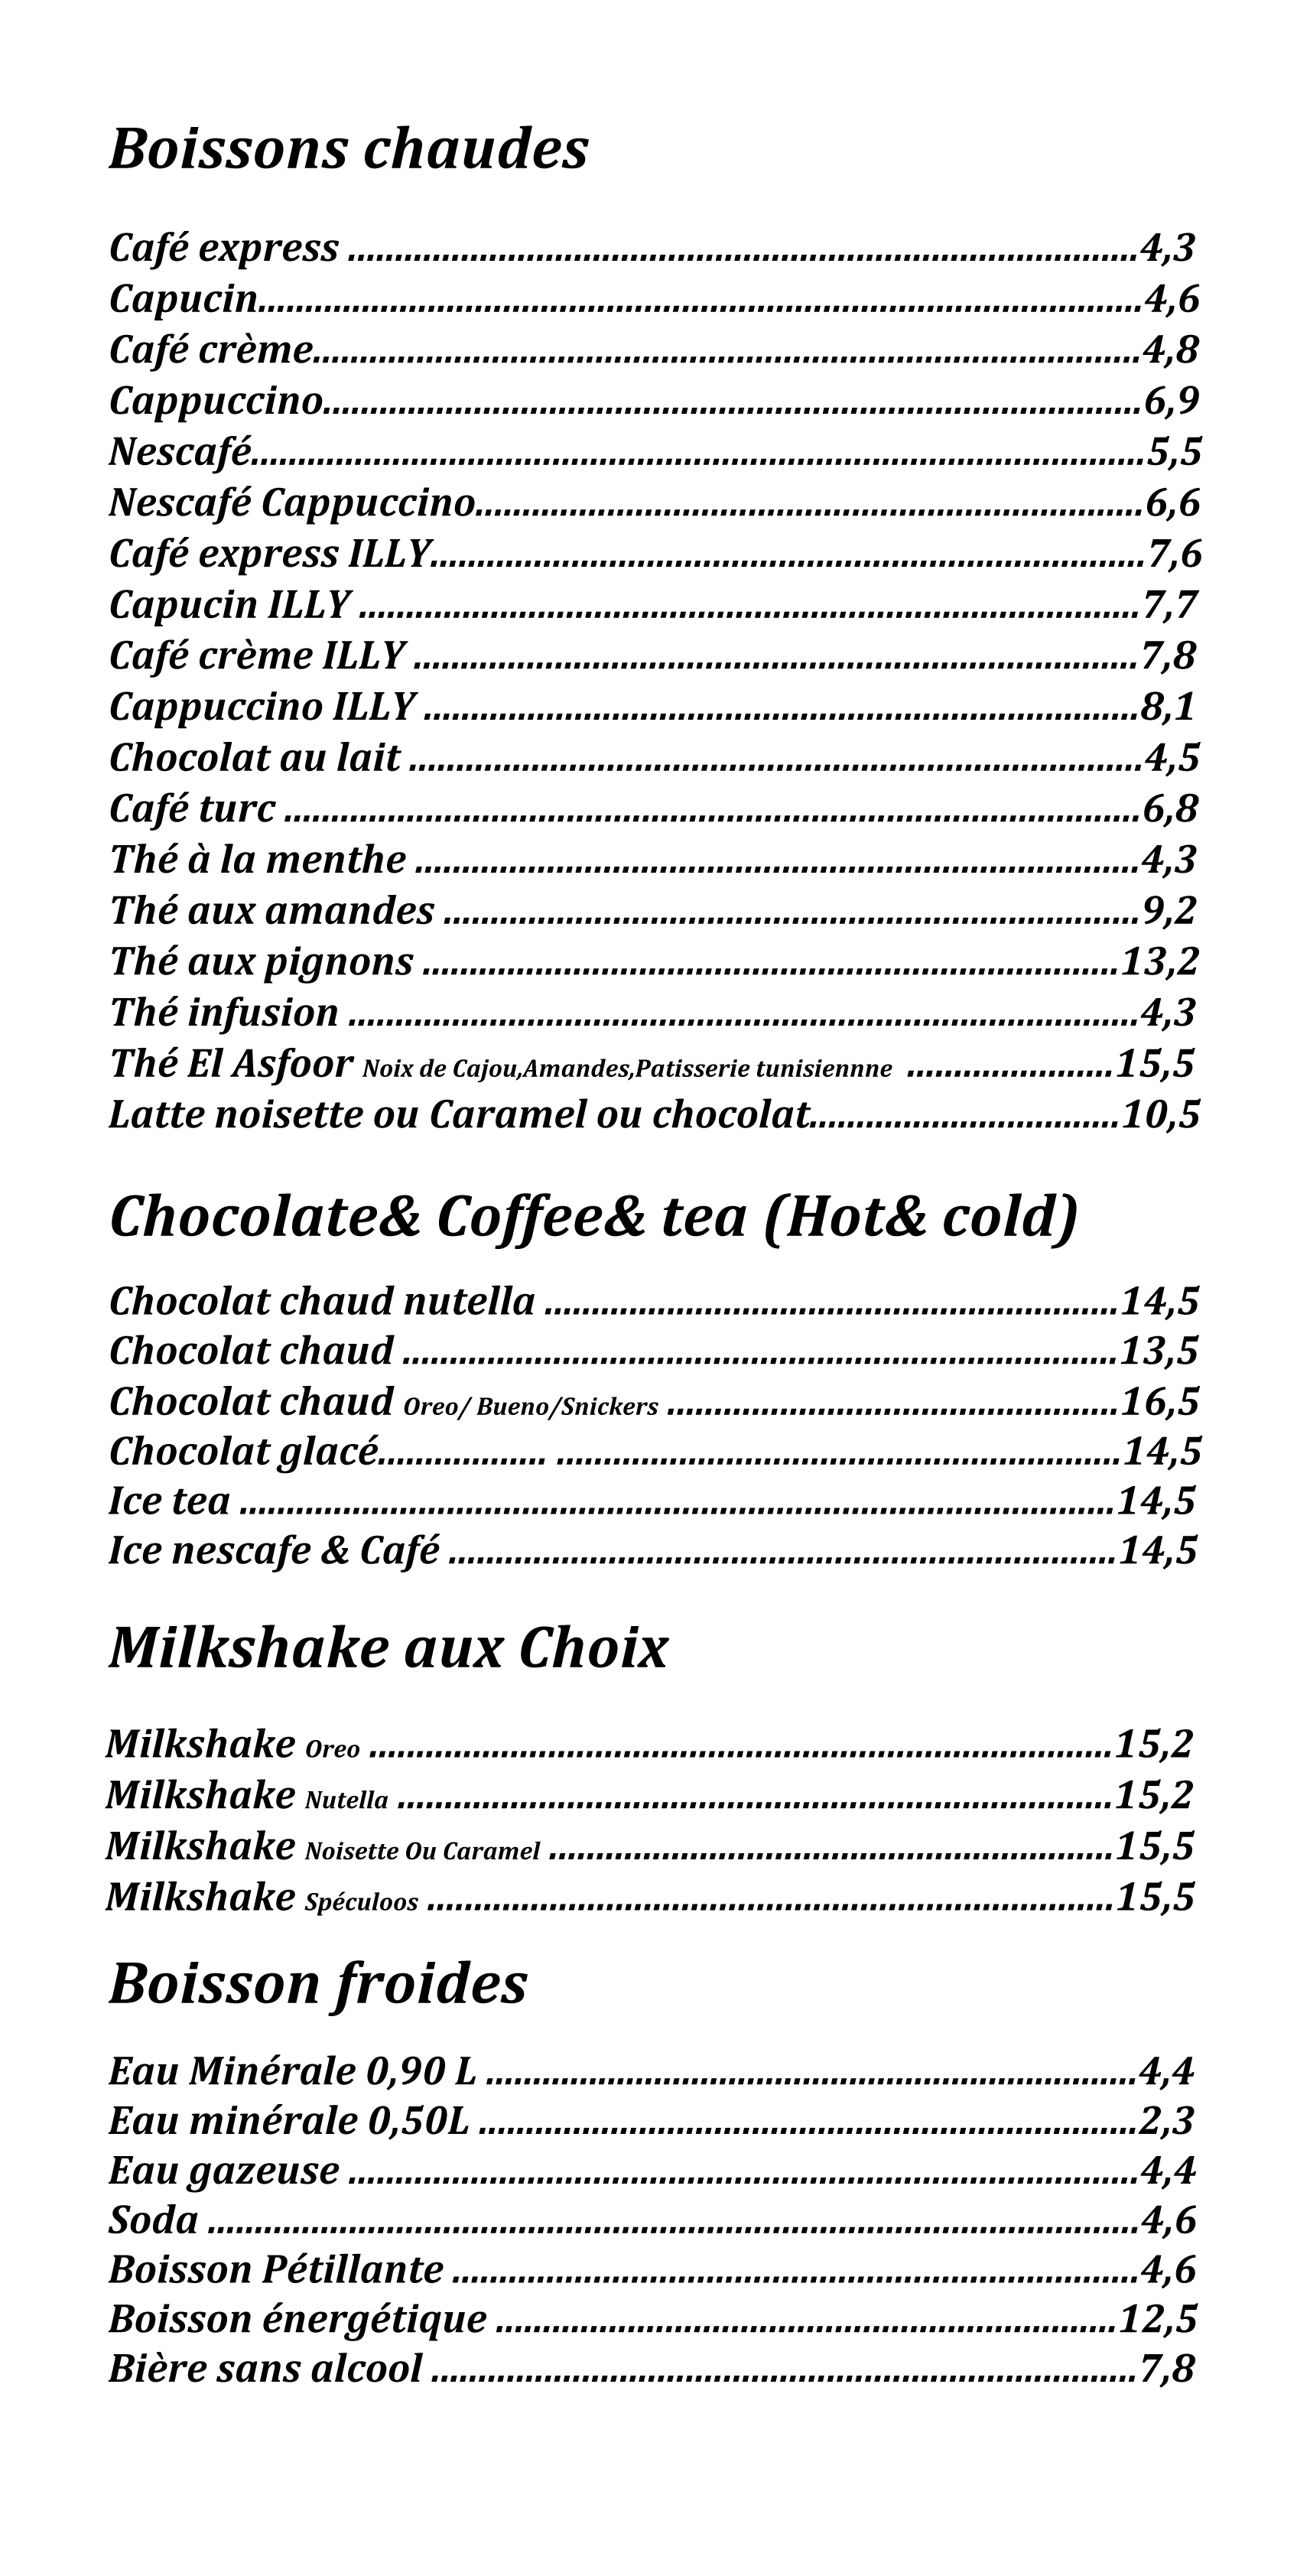 Boissons chaudes
Café express ....................................................................................4,3
Capucin..............................................................................................4,6
Café crème........................................................................................4,8
Cappuccino.......................................................................................6,9
Nescafé...............................................................................................5,5
Nescafé Cappuccino.......................................................................6,6
Café express ILLY............................................................................7,6
Capucin ILLY ...................................................................................7,7
Café crème ILLY .............................................................................7,8
Cappuccino ILLY ............................................................................8,1
Chocolat au lait ..............................................................................4,5
Café turc ...........................................................................................6,8
Thé à la menthe .............................................................................4,3
Thé aux amandes ..........................................................................9,2
Thé aux pignons ..........................................................................13,2
Thé infusion ....................................................................................4,3
Thé El Asfoor Noix de Cajou,Amandes,Patisserie tunisiennne ......................15,5
Latte noisette ou Caramel ou chocolat.................................10,5
Chocolate& Coffee& tea (Hot& cold)
Chocolat chaud nutella .............................................................14,5
Chocolat chaud ............................................................................13,5
Chocolat chaud Oreo/ Bueno/Snickers ................................................16,5
Chocolat glacé.................. ............................................................14,5
Ice tea .............................................................................................14,5
Ice nescafe & Café .......................................................................14,5
Milkshake aux Choix
Milkshake Oreo ...............................................................................15,2
Milkshake Nutella ............................................................................15,2
Milkshake Noisette Ou Caramel ............................................................15,5
Milkshake Spéculoos .........................................................................15,5
Boisson froides
Eau Minérale 0,90 L .....................................................................4,4
Eau minérale 0,50L ......................................................................2,3
Eau gazeuse ....................................................................................4,4
Soda ...................................................................................................4,6
Boisson Pétillante .........................................................................4,6
Boisson énergétique ..................................................................12,5
Bière sans alcool ...........................................................................7,8